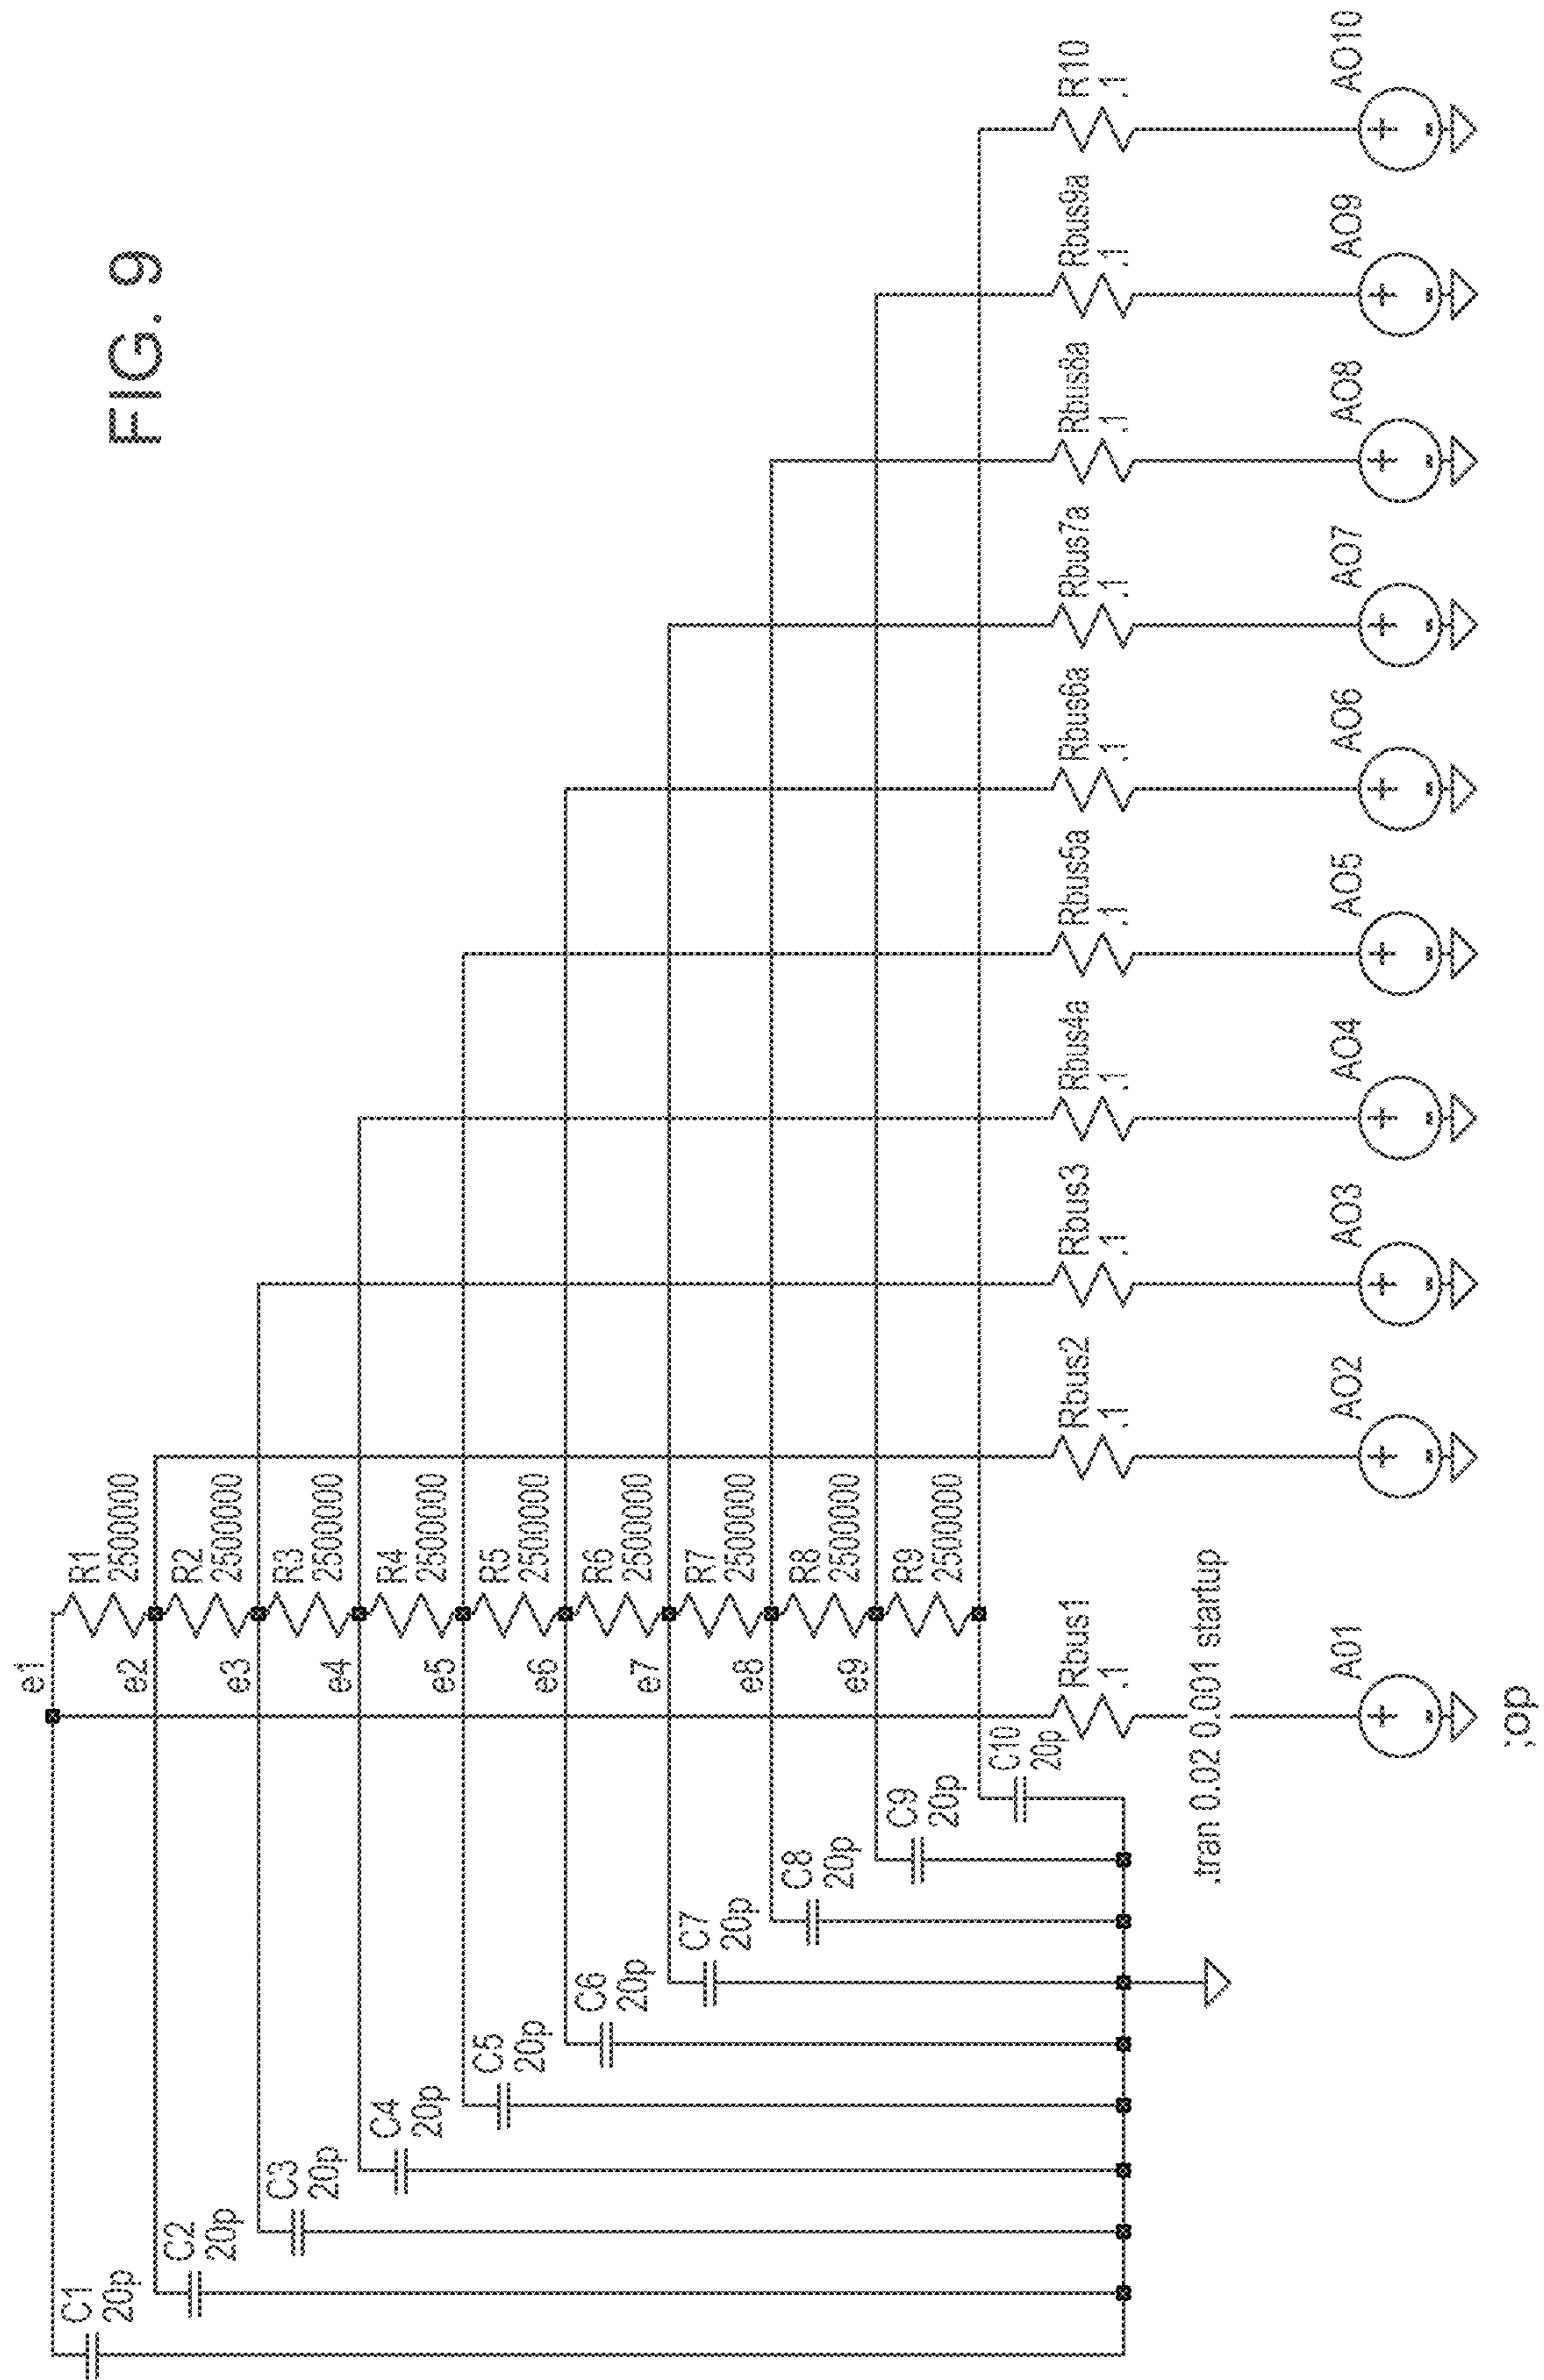 FIG. 9
e1
e2
e3
e4
e5
e6
e7
e8
e9
R1
2500000
R2
2500000
R3
2500000
R4
2500000
R5
2500000
R6
2500000
R7
2500000
R8
2500000
R9
2500000
C1
20p
C2
20p
C3
20p
C4
20p
C5
20p
C6
20p
C7
20p
C8
20p
C9
20p
C10
20p
Rbus1
.1
Rbus2
.1
Rbus3
.1
Rbus4a
.1
Rbus5a
.1
Rbus6a
.1
Rbus7a
.1
Rbus8a
.1
Rbus9a
.1
R10
.1
.tran 0.02 0.001 startup
A01
+
-
AO2
+
-
AO3
+
-
AO4
+
-
AO5
+
-
AO6
+
-
AO7
+
-
AO8
+
-
AO9
+
-
AO10
+
-
;op